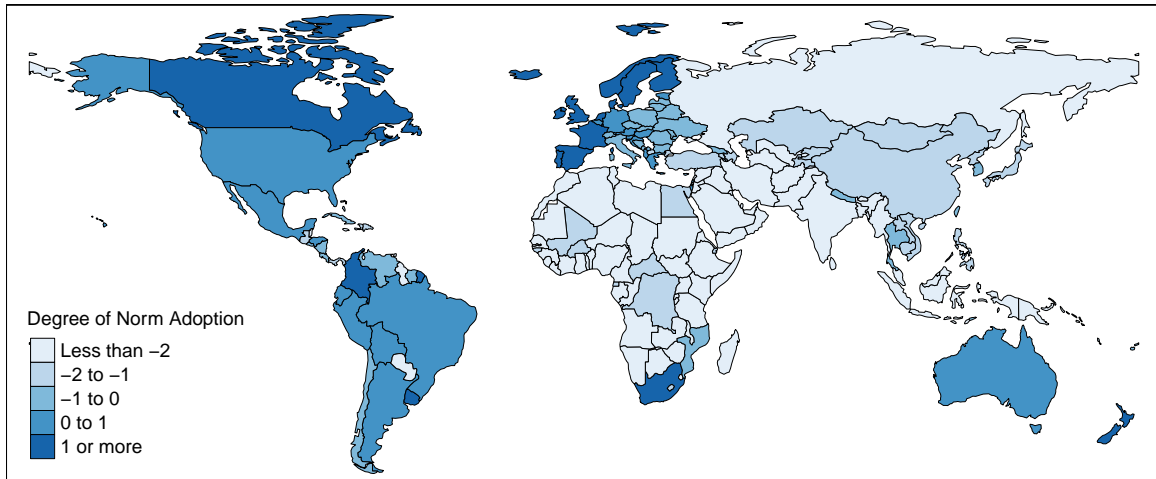 Degree of Norm Adoption
Less than −2
−2 to −1
−1 to 0
0 to 1
1 or more